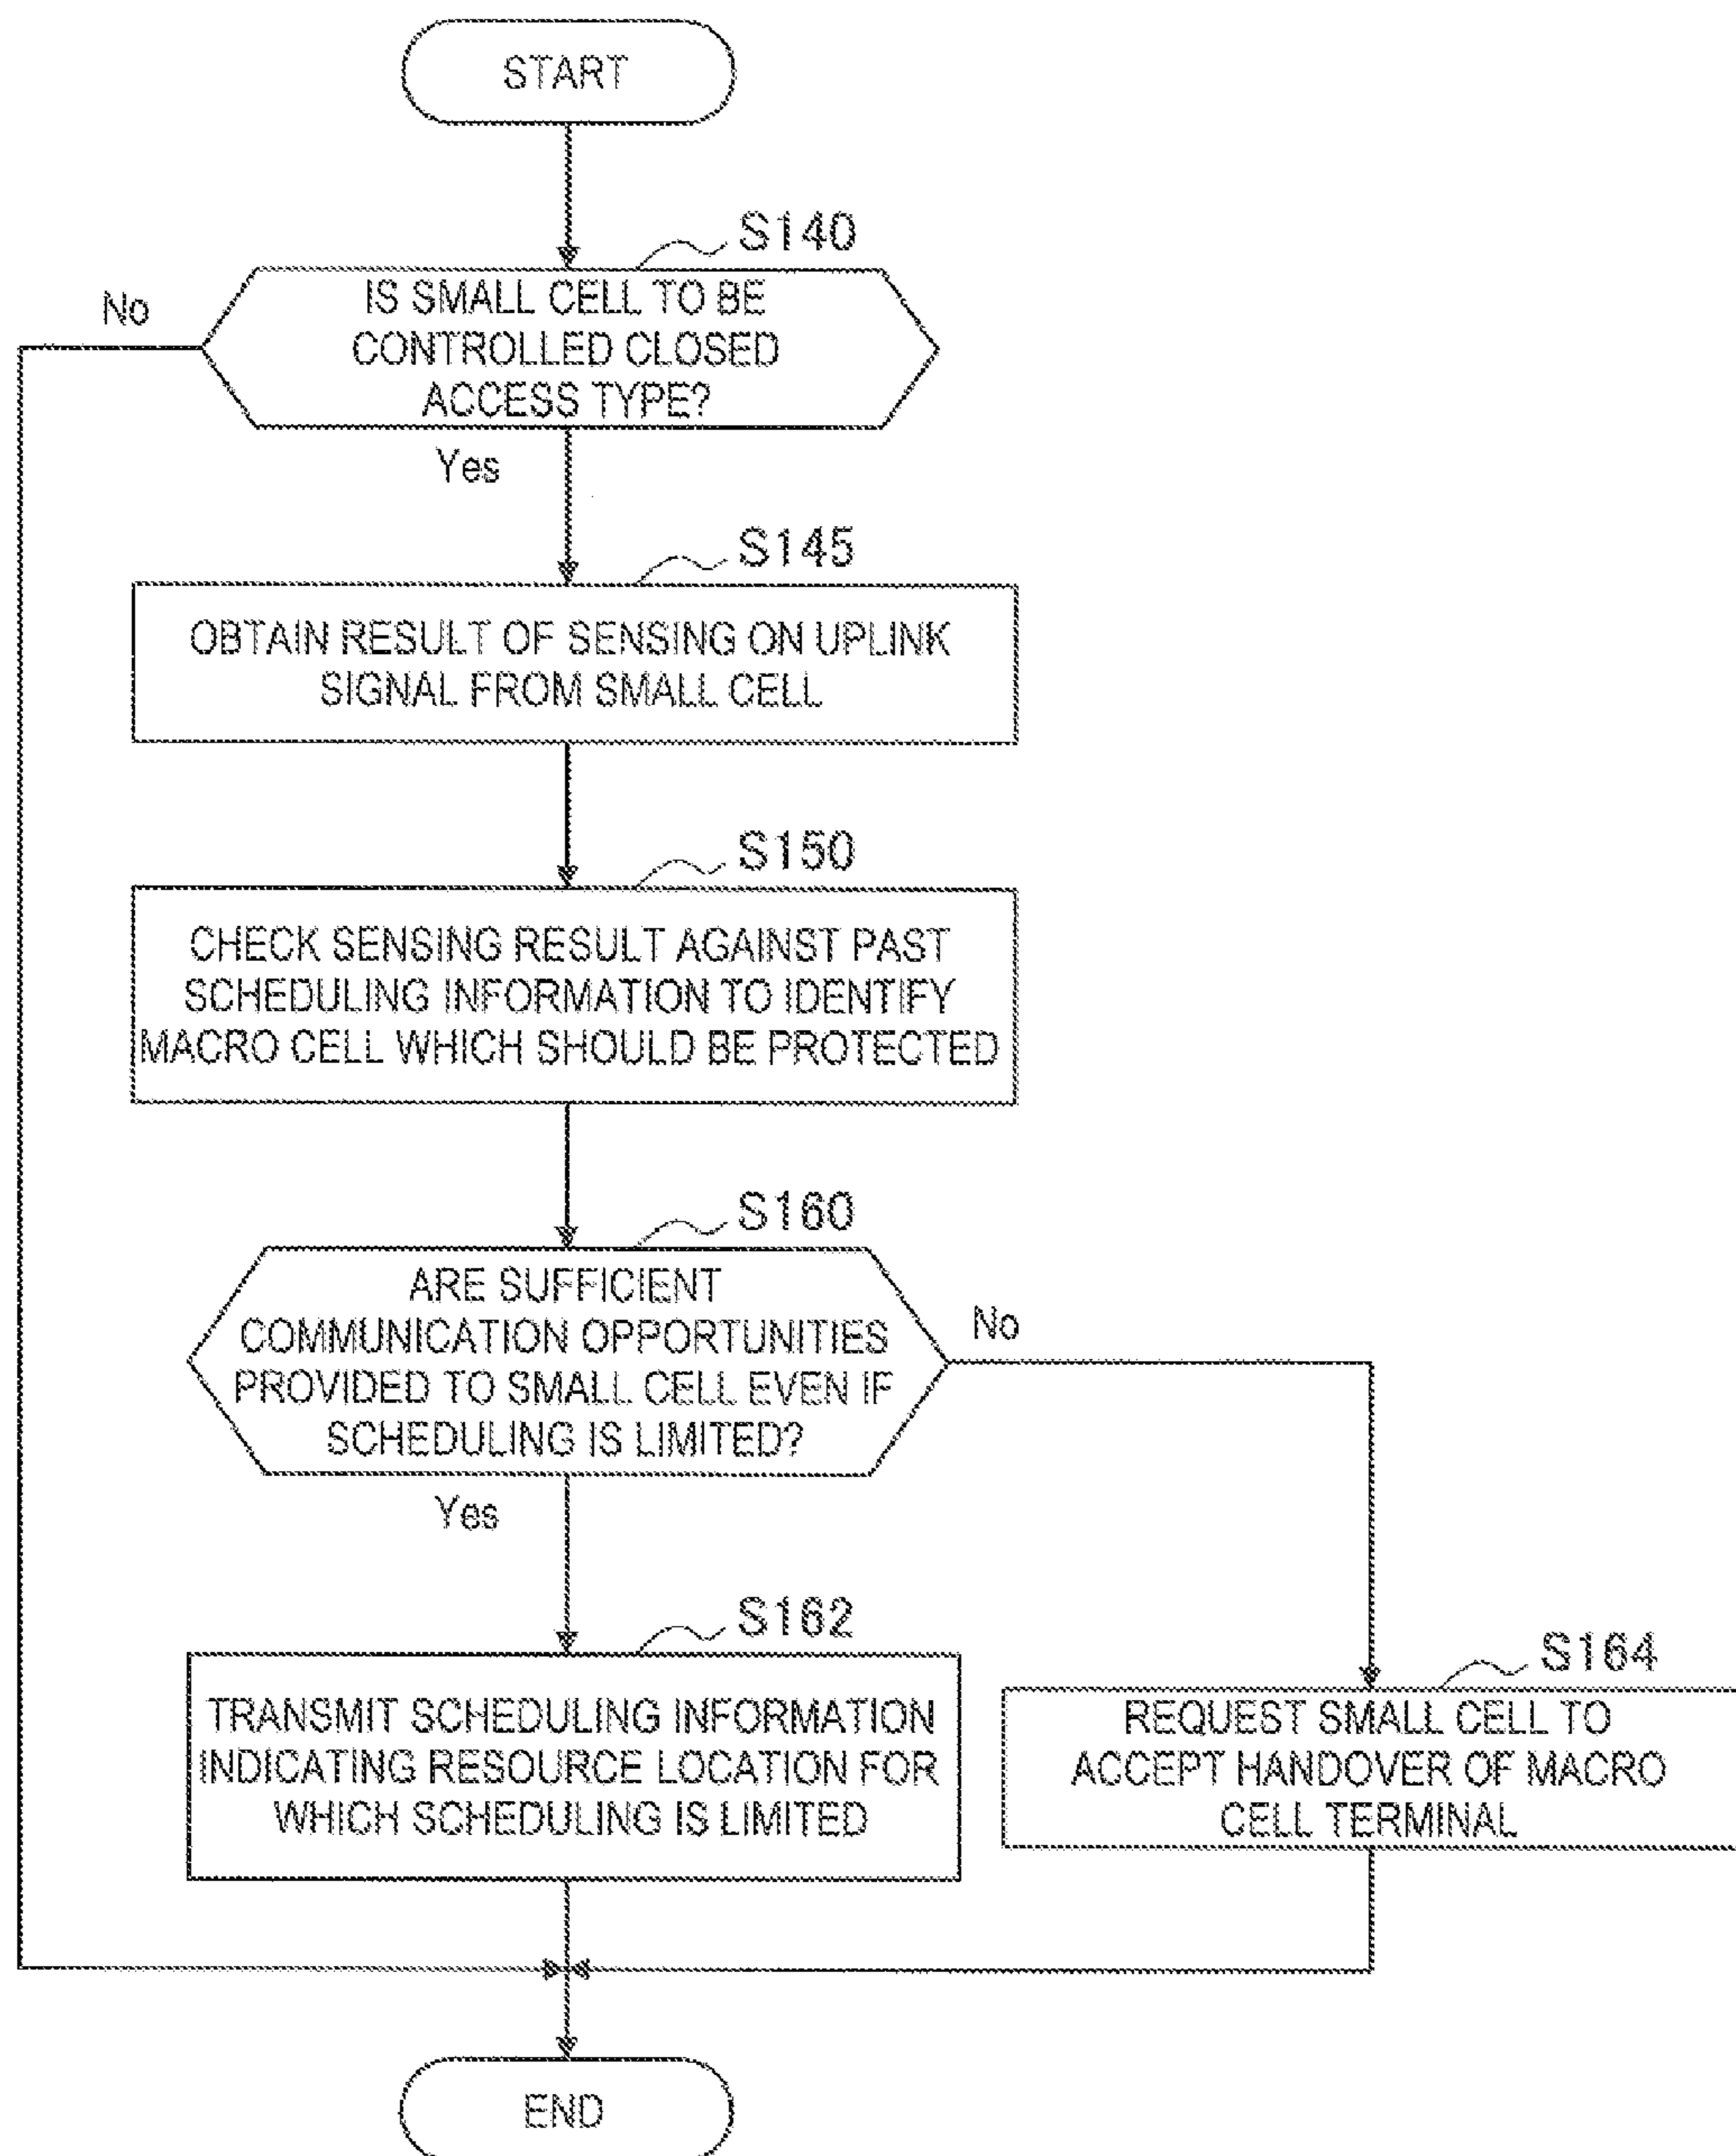 START
S140
No
IS SMALL CELL TO BE
CONTROLLED CLOSED
ACCESS TYPE?
Yes
S145
OBTAIN RESULT OF SENSING ON UPLINK
SIGNAL FROM SMALL CELL
S150
CHECK SENSING RESULT AGAINST PAST
SCHEDULING INFORMATION TO IDENTIFY
MACRO CELL WHICH SHOULD BE PROTECTED
S160
ARE SUFFICIENT
COMMUNICATION OPPORTUNITIES
PROVIDED TO SMALL CELL EVEN IF
SCHEDULING IS LIMITED?
No
Yes
S162
TRANSMIT SCHEDULING INFORMATION
INDICATING RESOURCE LOCATION FOR
WHICH SCHEDULING IS LIMITED
S164
REQUEST SMALL CELL TO
ACCEPT HANDOVER OF MACRO
CELL TERMINAL
END